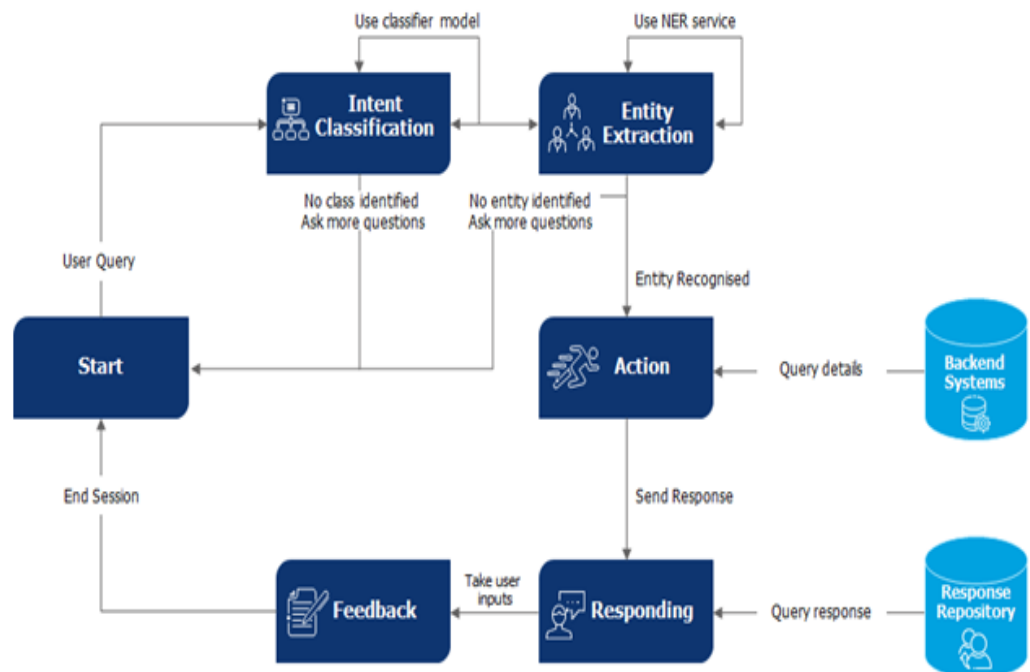 Use classifier model
Use NER service
Intent
Classification
Entity
Extraction
No class identified
Ask more questions
No entity identified
Ask more questions
User Query
Entity Recognised
Start
Action
Query details
Backend
Systems
End Session
Send Response
Feedback
Take user
inputs
Responding
Query response
Response
Repository